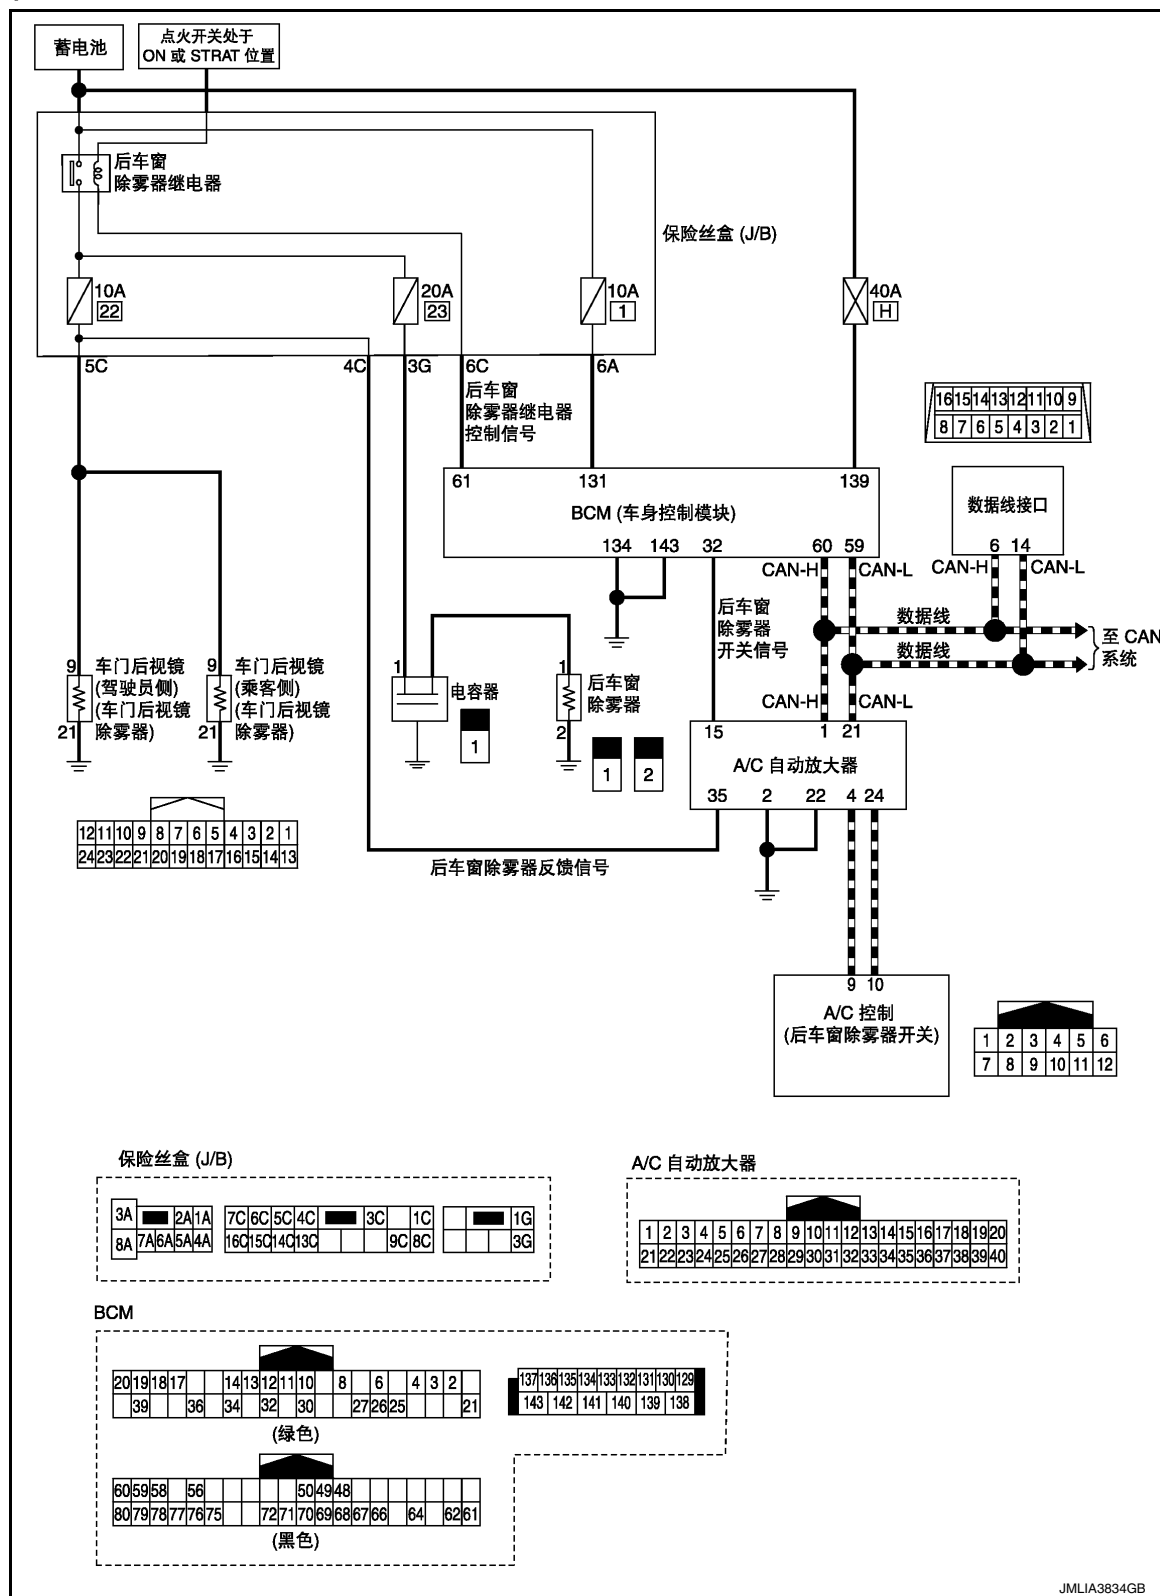 蓄电池
点火开关处于
ON 或 STRAT 位置
后车窗
除雾器继电器
保险丝盒 (J/B)
10A
22
20A
23
10A
1
40A
H
5C
4C
3G
6C
6A
后车窗
除雾器继电器
控制信号
16 15 14 13 12 11 10 9
8 7 6 5 4 3 2 1
61
131
139
BCM (车身控制模块)
134
143
32
60
59
数据线接口
6
14
CAN-H
CAN-L
CAN-H
CAN-L
后车窗
除雾器
开关信号
数据线
数据线
至 CAN
系统
CAN-H
CAN-L
9
车门后视镜
(驾驶员侧)
(车门后视镜
除雾器)
21
9
车门后视镜
(乘客侧)
(车门后视镜
除雾器)
21
1
电容器
1
1
后车窗
除雾器
2
1
2
15
1
21
A/C 自动放大器
35
2
22
4
24
12 11 10 9 8 7 6 5 4 3 2 1
24 23 22 21 20 19 18 17 16 15 14 13
后车窗除雾器反馈信号
9
10
A/C 控制
(后车窗除雾器开关)
1 2 3 4 5 6
7 8 9 10 11 12
保险丝盒 (J/B)
3A 2A 1A
8A 7A 6A 5A 4A
7C 6C 5C 4C 3C 1C
16C 15C 14C 13C 9C 8C
1G
3G
A/C 自动放大器
1 2 3 4 5 6 7 8 9 10 11 12 13 14 15 16 17 18 19 20
21 22 23 24 25 26 27 28 29 30 31 32 33 34 35 36 37 38 39 40
BCM
20 19 18 17 14 13 12 11 10 8 6 4 3 2
39 36 34 32 30 27 26 25 21
(绿色)
137 136 135 134 133 132 131 130 129
143 142 141 140 139 138
60 59 58 56 50 49 48
80 79 78 77 76 75 72 71 70 69 68 67 66 64 62 61
(黑色)
JMLIA3834GB